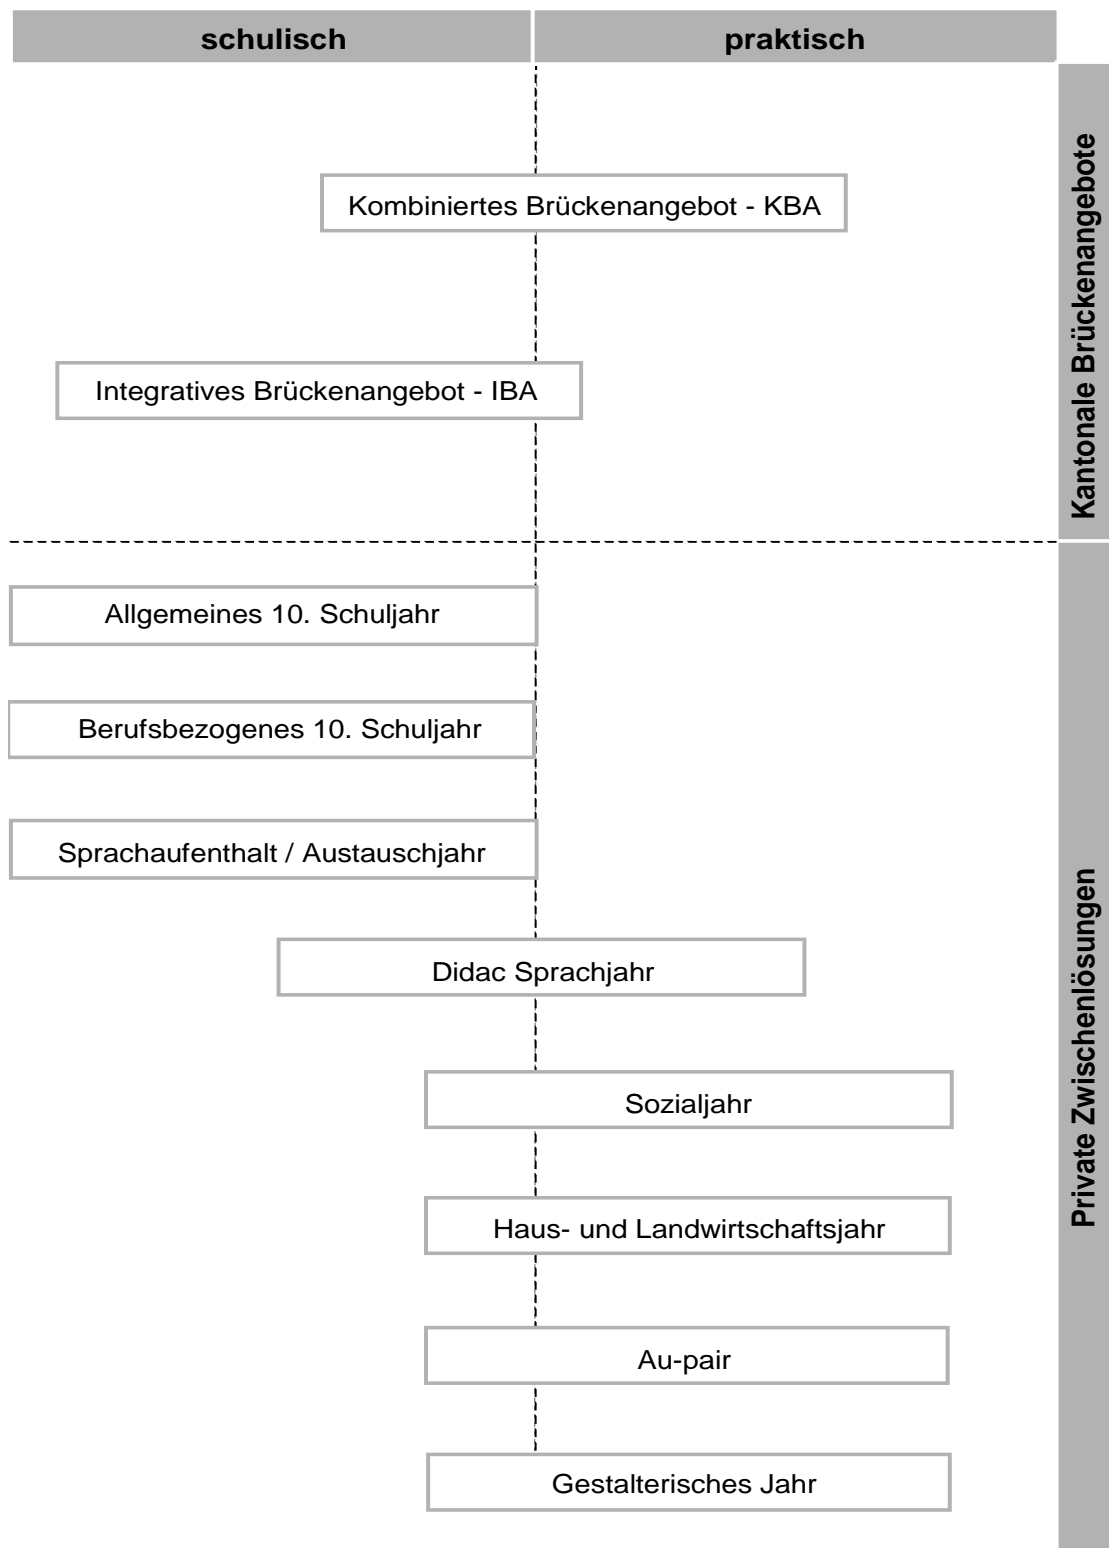 schulisch
praktisch
Kantonale Brückenangebote
Kombiniertes Brückenangebot - KBA
Integratives Brückenangebot - IBA
Private Zwischenlösungen
Allgemeines 10. Schuljahr
Berufsbezogenes 10. Schuljahr
Sprachaufenthalt / Austauschjahr
Didac Sprachjahr
Sozialjahr
Haus- und Landwirtschaftsjahr
Au-pair
Gestalterisches Jahr